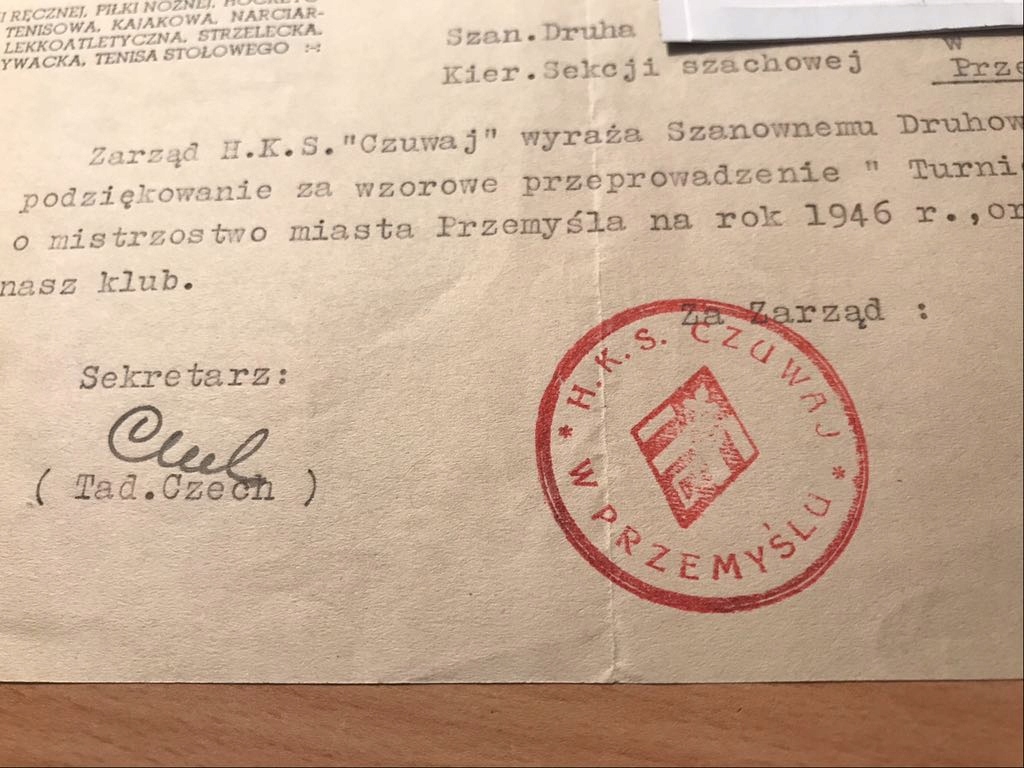 I RĘCZNEJ, PIŁKI NOŻNEJ,
TENISOWA, KAJAKOWA, NARCIAR-
LEKKOATLETYCZNA, STRZELECKA,
YWACKA, TENISA STOŁOWEGO :-:
Szan.Druha
w
Kier.Sekcji szachowej Prze
Zarząd H.K.S."Czuwaj" wyraża Szanownemu Druhow
podziękowanie za wzorowe przeprowadzenie " Turnie
o mistrzostwo miasta Przemyśla na rok 1946 r.,or
nasz klub.
Za Zarząd :
Sekretarz:
( Tad.Czech )
* H.K.S. CZUWAJ *
W PRZEMYŚLU